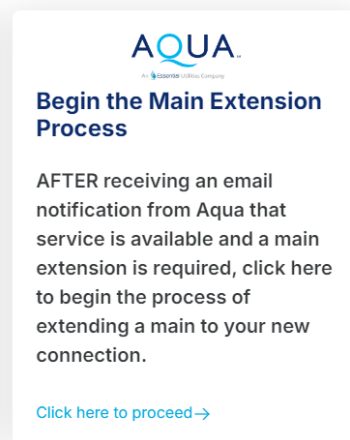 AQUA™
An Essential Utilities Company
Begin the Main Extension
Process
AFTER receiving an email
notification from Aqua that
service is available and a main
extension is required, click here
to begin the process of
extending a main to your new
connection.
Click here to proceed→